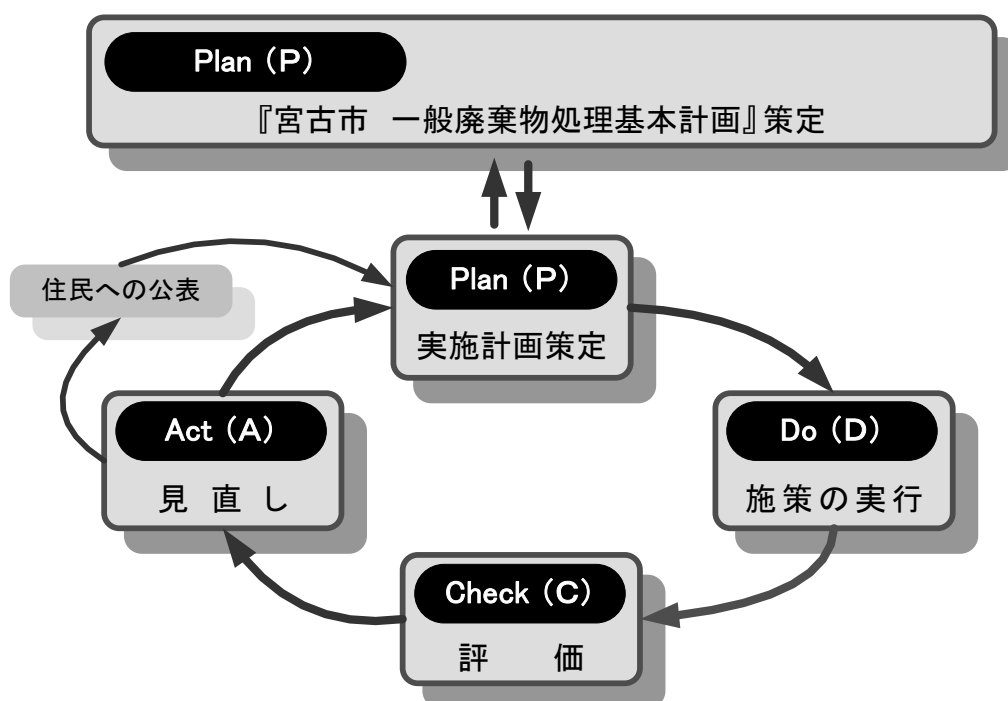 Plan（P）
『宮古市　一般廃棄物処理基本計画』策定
Plan（P）
実施計画策定
住民への公表
Act（A）
見　直　し
Do（D）
施策の実行
Check（C）
評　　価